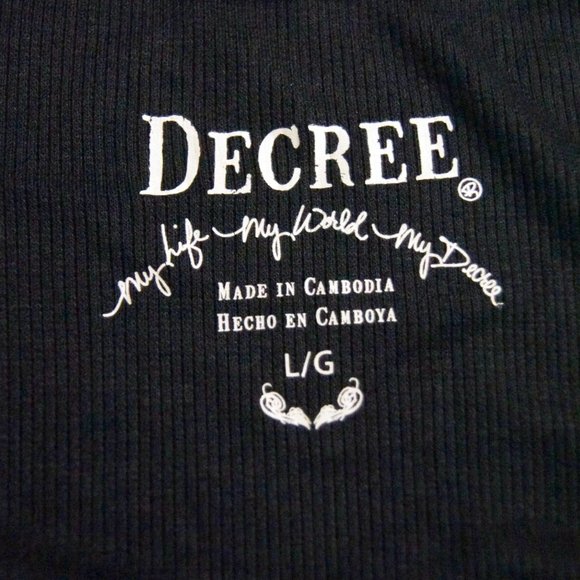 DECREE®
My Life My World My Decree
MADE IN CAMBODIA
HECHO EN CAMBOYA
L/G